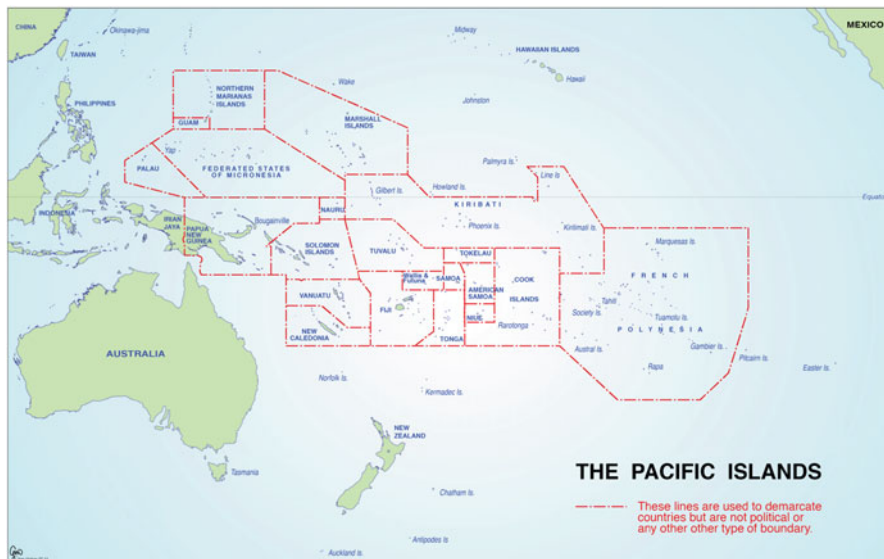 CHINA
Okinawa-jima
Midway
MEXICO
TAIWAN
HAWAIIAN ISLANDS
Hawaii
Wake
NORTHERN
MARIANAS
ISLANDS
Johnston
PHILIPPINES
MARSHALL
ISLANDS
GUAM
Yap
Palmyra Is.
PALAU
FEDERATED STATES
OF MICRONESIA
Line Is
Gilbert Is.
Howland Is.
Equat
KIRIBATI
NAURU
INDONESIA
IRIAN
JAYA
PAPUA
NEW
GUINEA
Bougainville
Phoenix Is.
Kiritimati Is.
SOLOMON
ISLANDS
TUVALU
Marquesas Is.
TOKELAU
Wallis &
Futuna
SAMOA
COOK
ISLANDS
FRENCH
POLYNESIA
AMERICAN
SAMOA
VANUATU
Tahiti
FIJI
Society Is.
Tuamotu Is.
NIUE
Rarotonga
NEW
CALEDONIA
TONGA
AUSTRALIA
Austral Is.
Gambier Is.
Pitcairn Is.
Rapa
Easter Is.
Norfolk Is.
Kermadec Is.
NEW
ZEALAND
Tasmania
THE PACIFIC ISLANDS
Chatham Is.
These lines are used to demarcate
countries but are not political or
any other other type of boundary.
Antipodes Is.
Auckland Is.